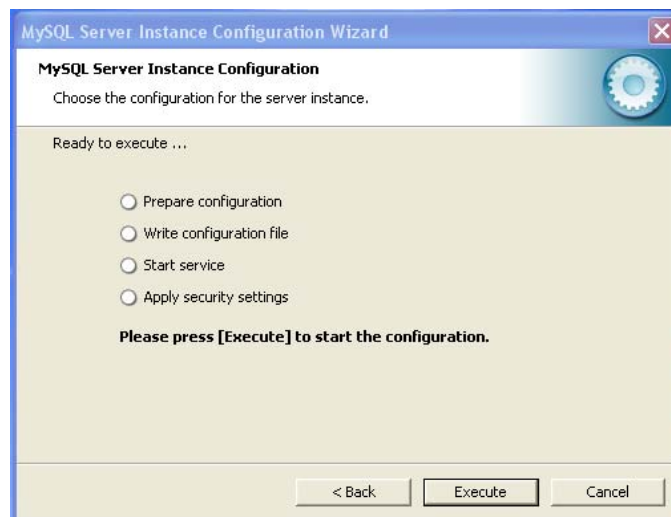 MySQL Server Instance Configuration Wizard
MySQL Server Instance Configuration
Choose the configuration for the server instance.
Ready to execute ...
Prepare configuration
Write configuration file
Start service
Apply security settings
Please press [Execute] to start the configuration.
< Back Execute Cancel